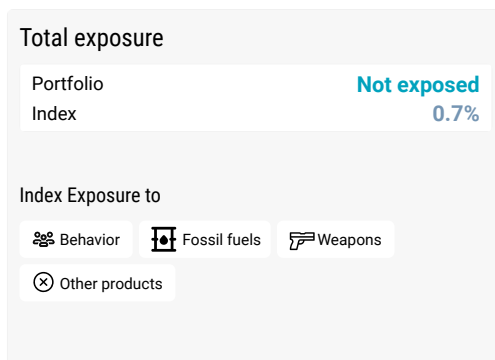 Total exposure
Portfolio Not exposed
Index 0.7%
Index Exposure to
Behavior Fossil fuels Weapons
Other products